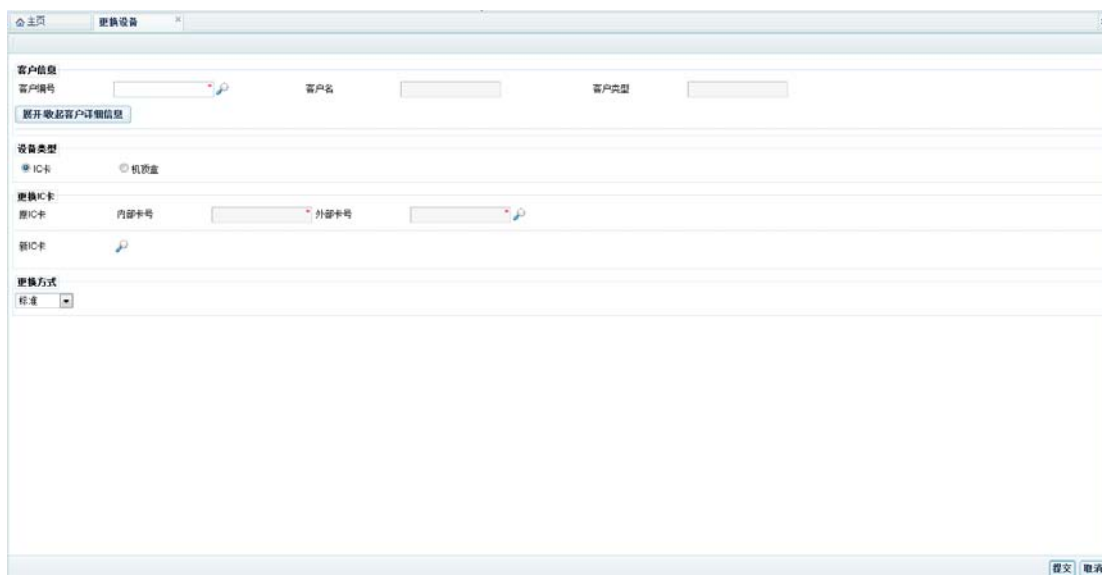 主页 更换设备
客户信息
客户编号 * 客户名 客户类型
展开收起客户详细信息
设备类型
IC卡 机顶盒
更换IC卡
原IC卡 内部卡号 * 外部卡号 *
新IC卡
更换方式
标准
提交 取消